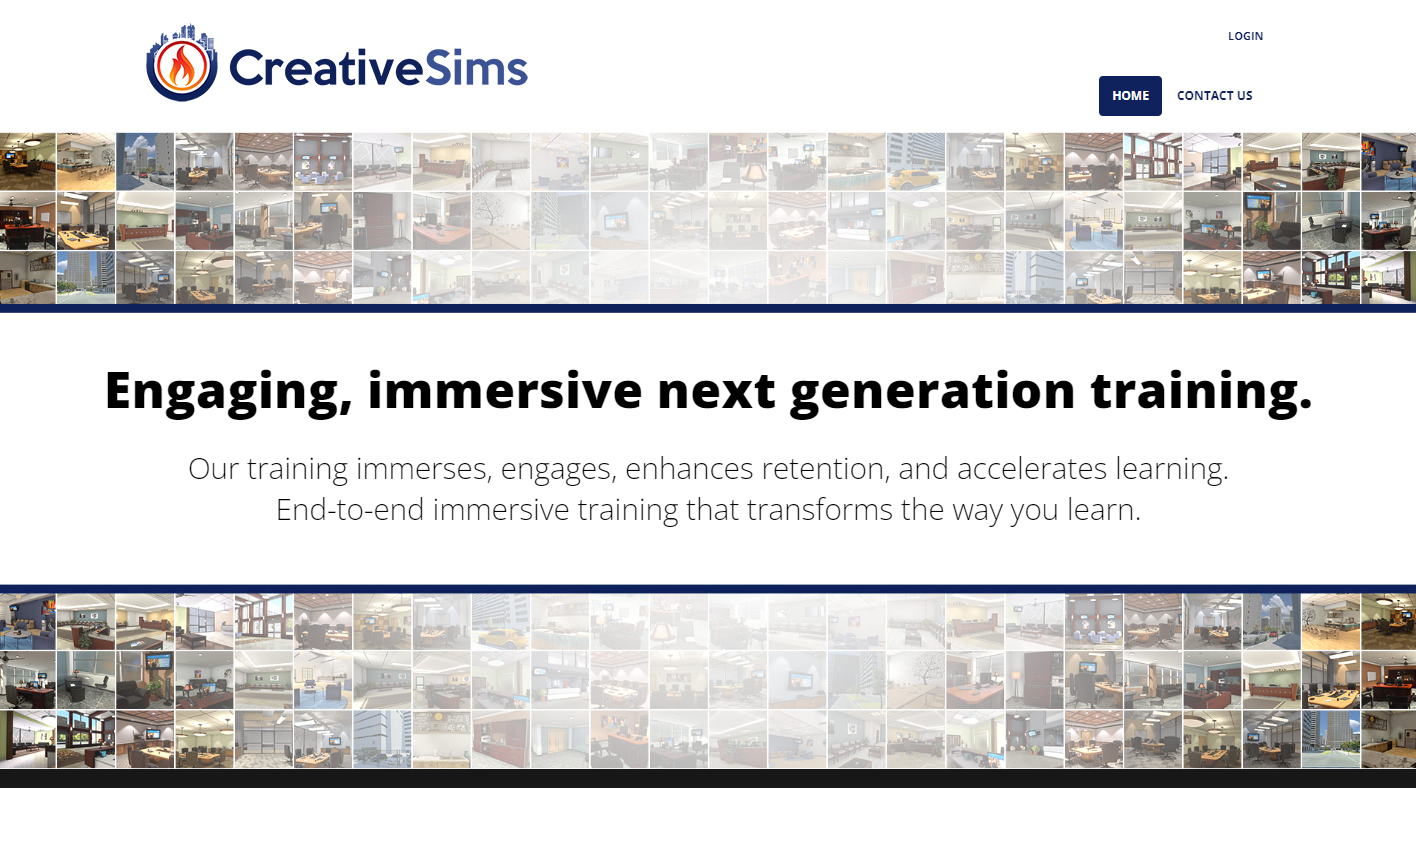 CreativeSims
LOGIN
HOME
CONTACT US
Engaging, immersive next generation training.
Our training immerses, engages, enhances retention, and accelerates learning.
End-to-end immersive training that transforms the way you learn.